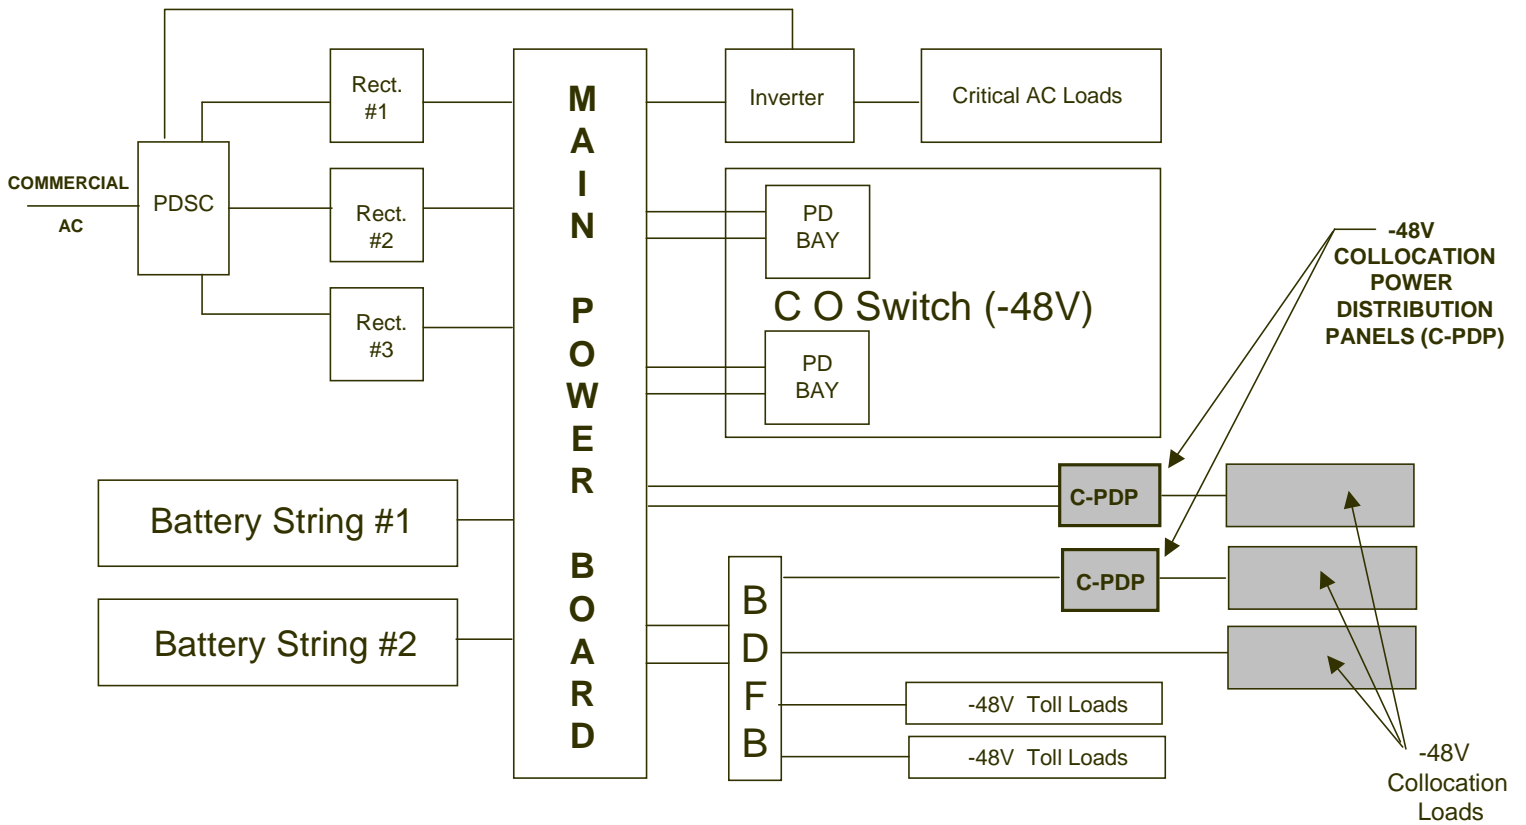 Rect.
#1
M
A
I
N
P
O
W
E
R
B
O
A
R
D
Inverter
Critical AC Loads
COMMERCIAL
AC
PDSC
Rect.
#2
PD
BAY
-48V
COLLOCATION
POWER
DISTRIBUTION
PANELS (C-PDP)
C O Switch (-48V)
Rect.
#3
PD
BAY
Battery String #1
C-PDP
C-PDP
Battery String #2
B
D
F
B
-48V Toll Loads
-48V Toll Loads
-48V
Collocation
Loads